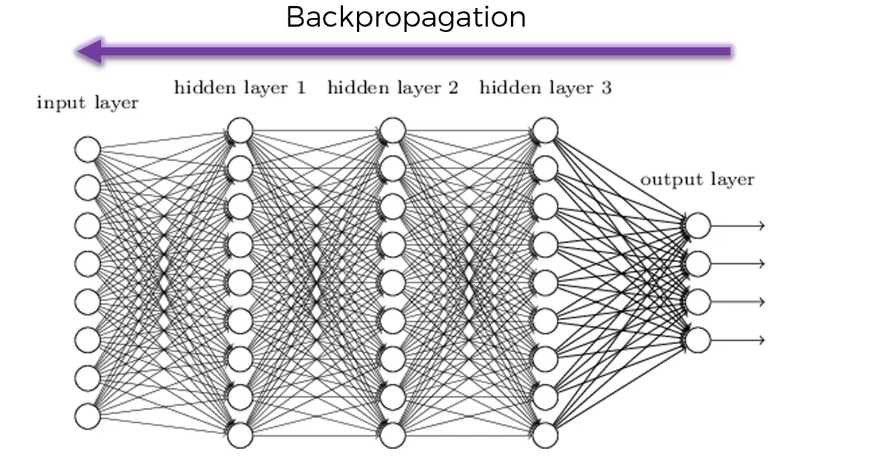 Backpropagation
hidden layer 1 hidden layer 2 hidden layer 3
input layer
output layer